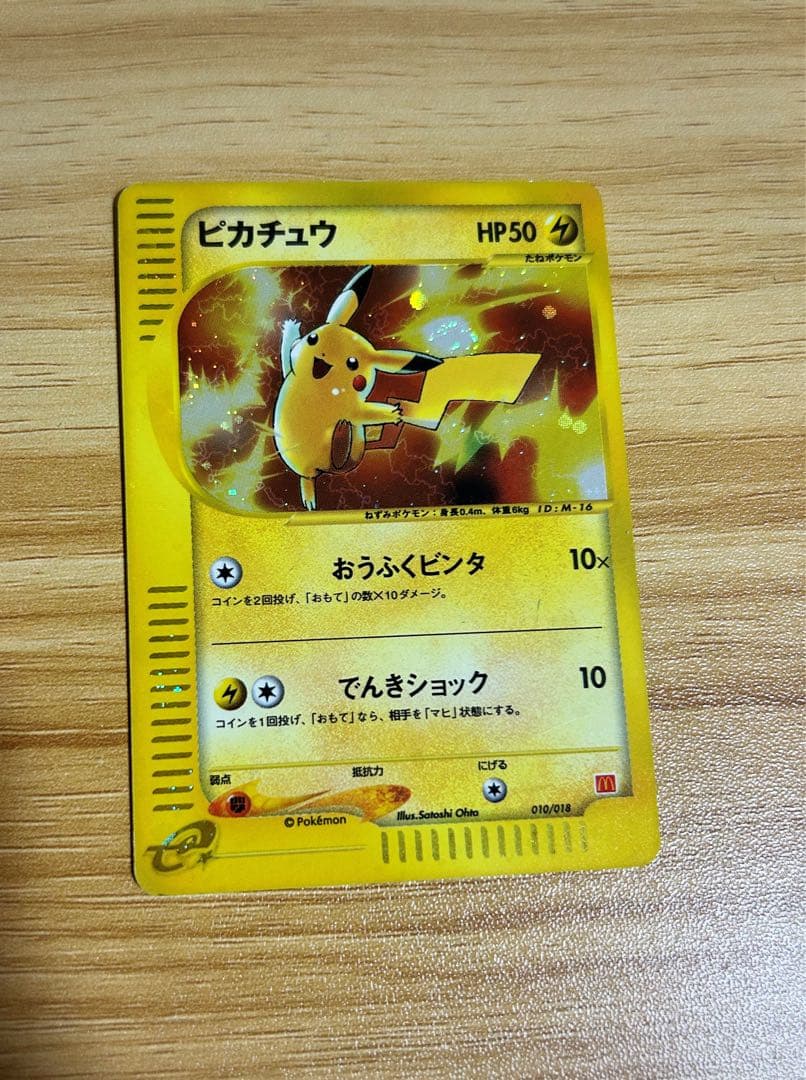 ピカチュウ HP50
たねポケモン
ねずみポケモン：身長0.4m、体重6kg ID:M-16
おうふくビンタ 10×
コインを2回投げ、「おもて」の数×10ダメージ。
でんきショック 10
コインを1回投げ、「おもて」なら、相手を「マヒ」状態にする。
弱点 抵抗力 にげる
©Pokémon Illus.Satoshi Ohta 010/018